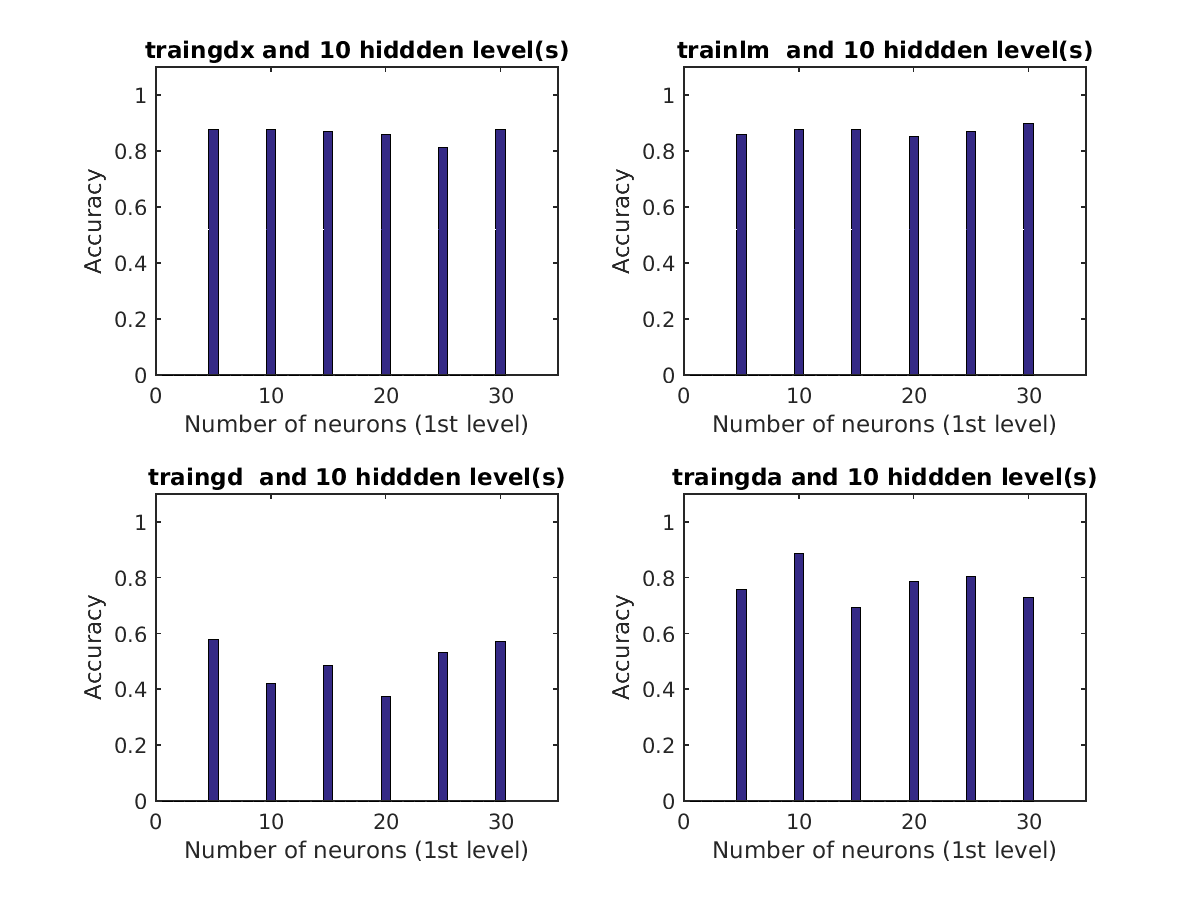 traingdx and 10 hiddden level(s)
1
0.8
0.6
0.4
0.2
0
Accuracy
0 10 20 30
Number of neurons (1st level)
trainlm  and 10 hiddden level(s)
1
0.8
0.6
0.4
0.2
0
Accuracy
0 10 20 30
Number of neurons (1st level)
traingd  and 10 hiddden level(s)
1
0.8
0.6
0.4
0.2
0
Accuracy
0 10 20 30
Number of neurons (1st level)
traingda and 10 hiddden level(s)
1
0.8
0.6
0.4
0.2
0
Accuracy
0 10 20 30
Number of neurons (1st level)